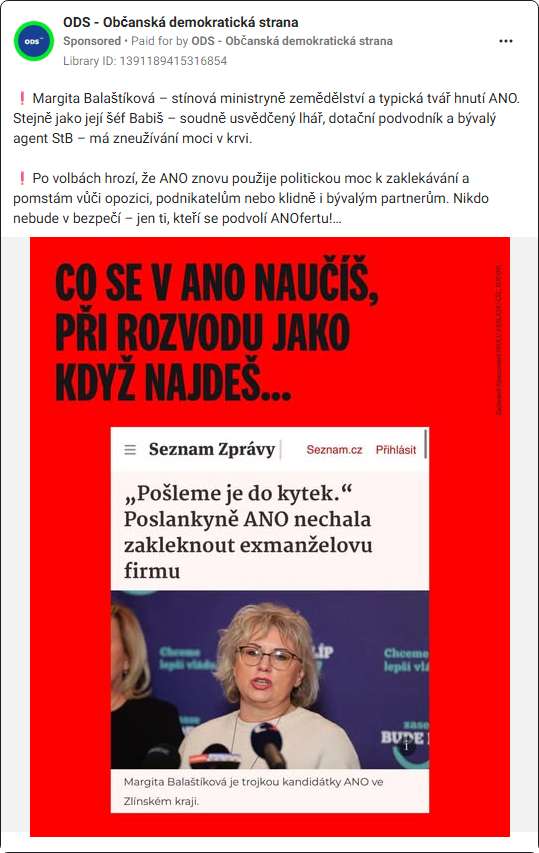 ODS - Občanská demokratická strana
Sponsored • Paid for by ODS - Občanská demokratická strana
Library ID: 1391189415316854
❗ Margita Balaštíková – stínová ministryně zemědělství a typická tvář hnutí ANO.
Stejně jako její šéf Babiš – soudně usvědčený lhář, dotační podvodník a bývalý
agent StB – má zneužívání moci v krvi.
❗ Po volbách hrozí, že ANO znovu použije politickou moc k zaklekávání a
pomstám vůči opozici, podnikatelům nebo klidně i bývalým partnerům. Nikdo
nebude v bezpečí – jen ti, kteří se podvolí ANOfertu!...
CO SE V ANO NAUČÍŠ,
PŘI ROZVODU JAKO
KDYŽ NAJDEŠ...
Seznam Zprávy
Seznam.cz Přihlásit
„Pošleme je do kytek.“
Poslankyně ANO nechala
zakleknout exmanželovu
firmu
Chceme
lepší vládu
LÍP
Chceme
lepší vlá
zase
BUDE
Margita Balaštíková je trojkou kandidátky ANO ve
Zlínském kraji.